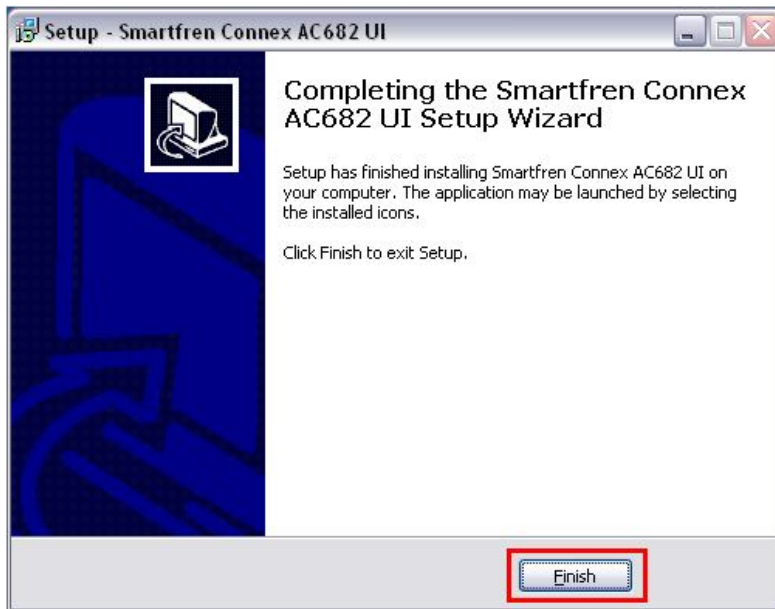 Setup - Smartfren Connex AC682 UI
Completing the Smartfren Connex
AC682 UI Setup Wizard
Setup has finished installing Smartfren Connex AC682 UI on
your computer. The application may be launched by selecting
the installed icons.
Click Finish to exit Setup.
Finish